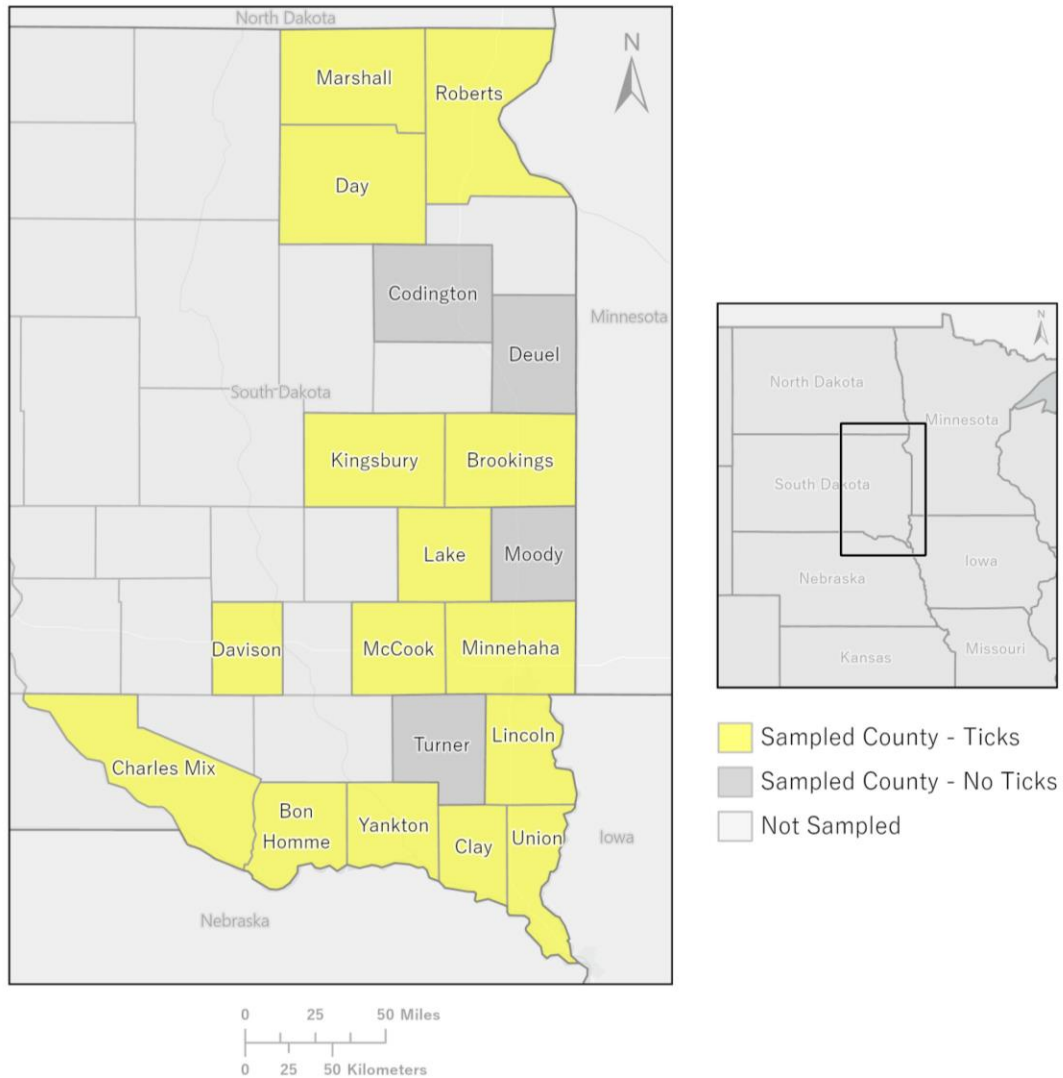 North Dakota
N
Marshall
Roberts
Day
Codington
Minnesota
Deuel
South Dakota
Kingsbury
Brookings
Lake
Moody
Davison
McCook
Minnehaha
Turner
Lincoln
Charles Mix
Bon
Homme
Yankton
Clay
Union
Iowa
Nebraska
0 25 50 Miles
0 25 50 Kilometers
N
North Dakota
Minnesota
South Dakota
Iowa
Nebraska
Kansas
Missouri
Sampled County - Ticks
Sampled County - No Ticks
Not Sampled